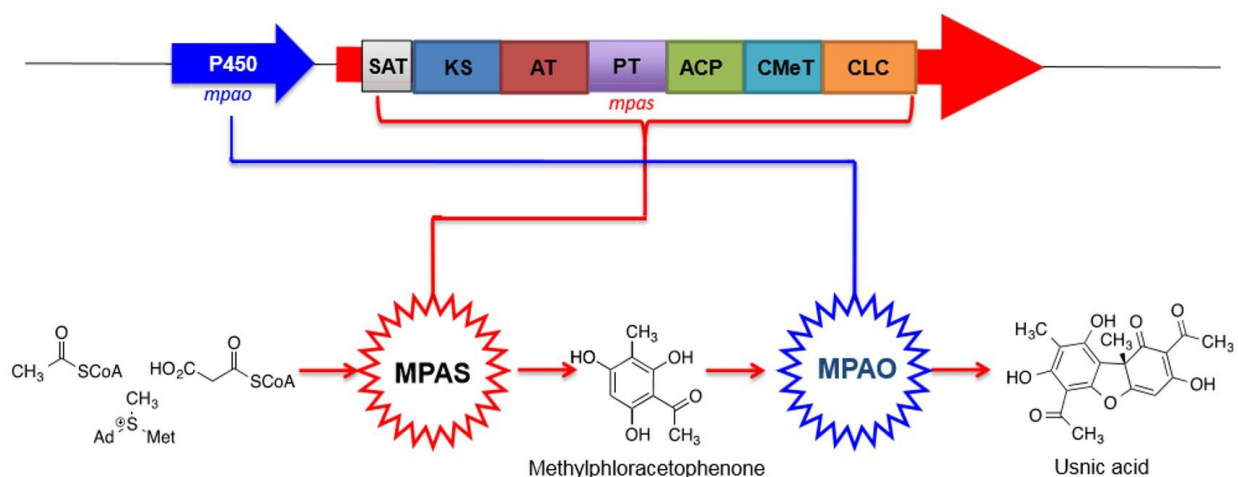 P450
SAT KS AT PT ACP CMeT CLC
mpao
mpas
O
CH₃ SCoA
HO₂C O SCoA
CH₃
Ad ⊕S Met
MPAS
CH₃
HO OH
O
OH CH₃
Methylphloracetophenone
MPAO
OH O O
H₃C CH₃ CH₃
HO OH
O O
CH₃
Usnic acid